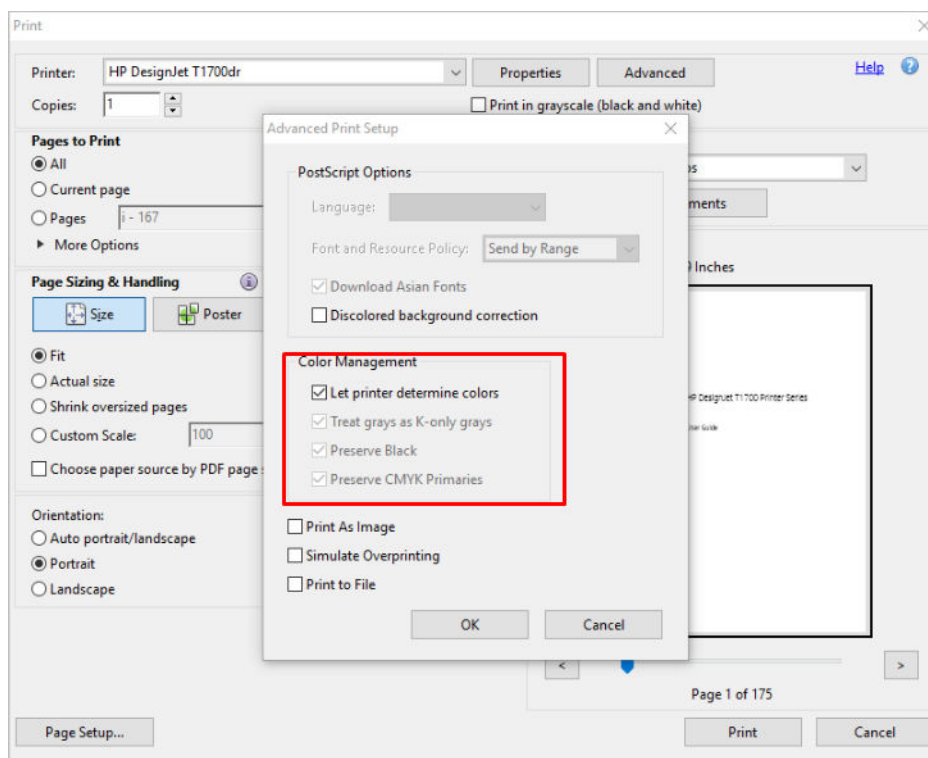 Print
Printer: HP DesignJet T1700dr Properties Advanced Help
Copies: 1 Print in grayscale (black and white)
Advanced Print Setup
Pages to Print
All
Current page
Pages i - 167
More Options
Page Sizing & Handling
Size Poster
Fit
Actual size
Shrink oversized pages
Custom Scale: 100
Choose paper source by PDF page
Orientation:
Auto portrait/landscape
Portrait
Landscape
PostScript Options
Language:
Font and Resource Policy: Send by Range
Download Asian Fonts
Discolored background correction
Color Management
Let printer determine colors
Treat grays as K-only grays
Preserve Black
Preserve CMYK Primaries
Print As Image
Simulate Overprinting
Print to File
OK Cancel
Inches
HP DesignJet T1700 Printer Series
User Guide
< >
Page 1 of 175
Page Setup... Print Cancel